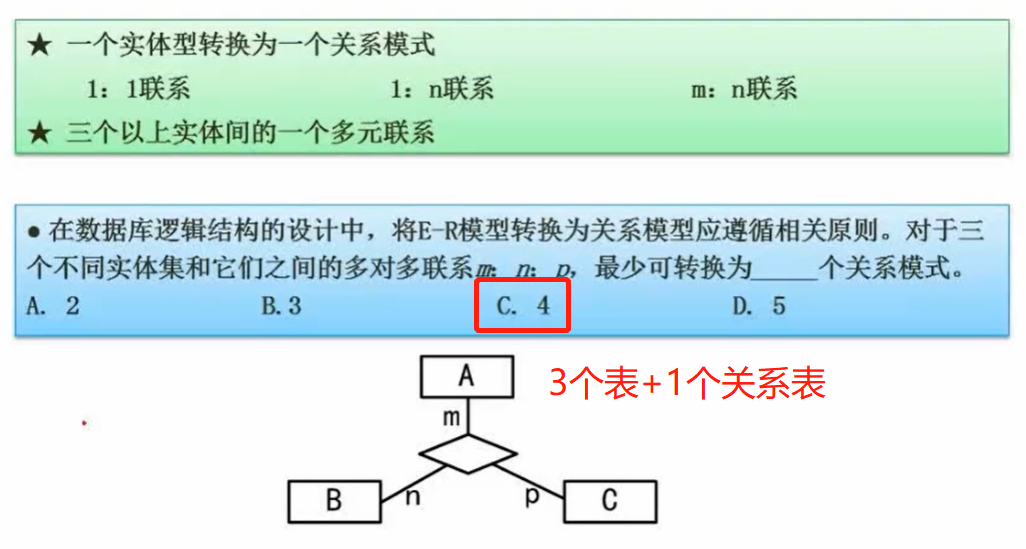 ★ 一个实体型转换为一个关系模式
1：1联系 1：n联系 m：n联系
★ 三个以上实体间的一个多元联系
● 在数据库逻辑结构的设计中，将E-R模型转换为关系模型应遵循相关原则。对于三
个不同实体集和它们之间的多对多联系m：n：p，最少可转换为_____个关系模式。
A. 2 B.3 C. 4 D. 5
A
3个表+1个关系表
m
B n p C